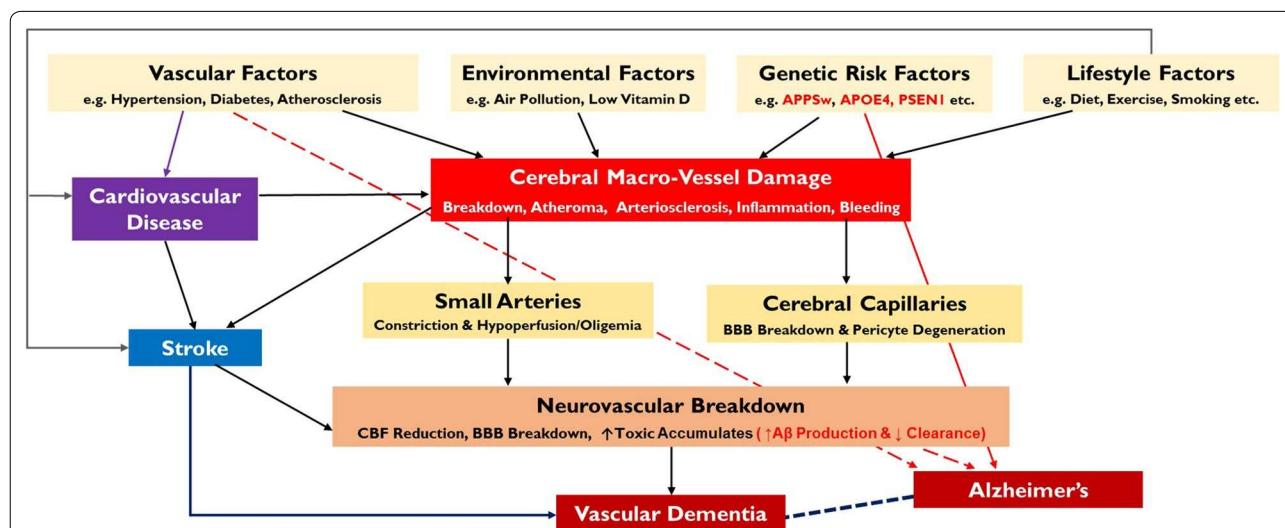 Vascular Factors
e.g. Hypertension, Diabetes, Atherosclerosis
Environmental Factors
e.g. Air Pollution, Low Vitamin D
Genetic Risk Factors
e.g. APPSw, APOE4, PSEN1 etc.
Lifestyle Factors
e.g. Diet, Exercise, Smoking etc.
Cardiovascular
Disease
Cerebral Macro-Vessel Damage
Breakdown, Atheroma, Arteriosclerosis, Inflammation, Bleeding
Small Arteries
Constriction & Hypoperfusion/Oligemia
Cerebral Capillaries
BBB Breakdown & Pericyte Degeneration
Stroke
Neurovascular Breakdown
CBF Reduction, BBB Breakdown, ↑Toxic Accumulates ( ↑Aβ Production & ↓ Clearance)
Alzheimer's
Vascular Dementia